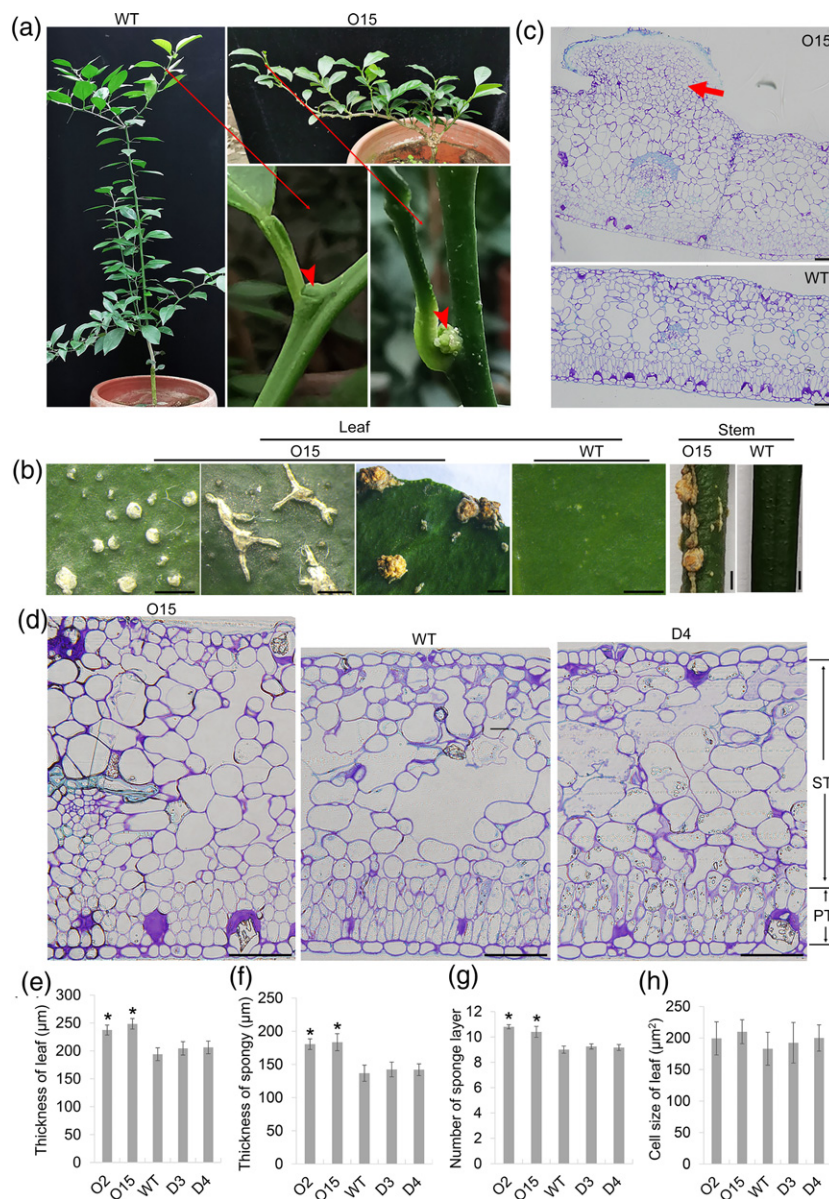 (a)
WT
O15
(c)
O15
WT
(b)
Leaf
O15
WT
Stem
O15
WT
(d)
O15
WT
D4
ST
PT
(e)
Thickness of leaf (μm)
300
250
200
150
100
50
0
O2
O15
WT
D3
D4
* *
(f)
Thickness of spongy (μm)
250
200
150
100
50
0
O2
O15
WT
D3
D4
* *
(g)
Number of sponge layer
12
10
8
6
4
2
0
O2
O15
WT
D3
D4
* *
(h)
Cell size of leaf (μm²)
250
200
150
100
50
0
O2
O15
WT
D3
D4